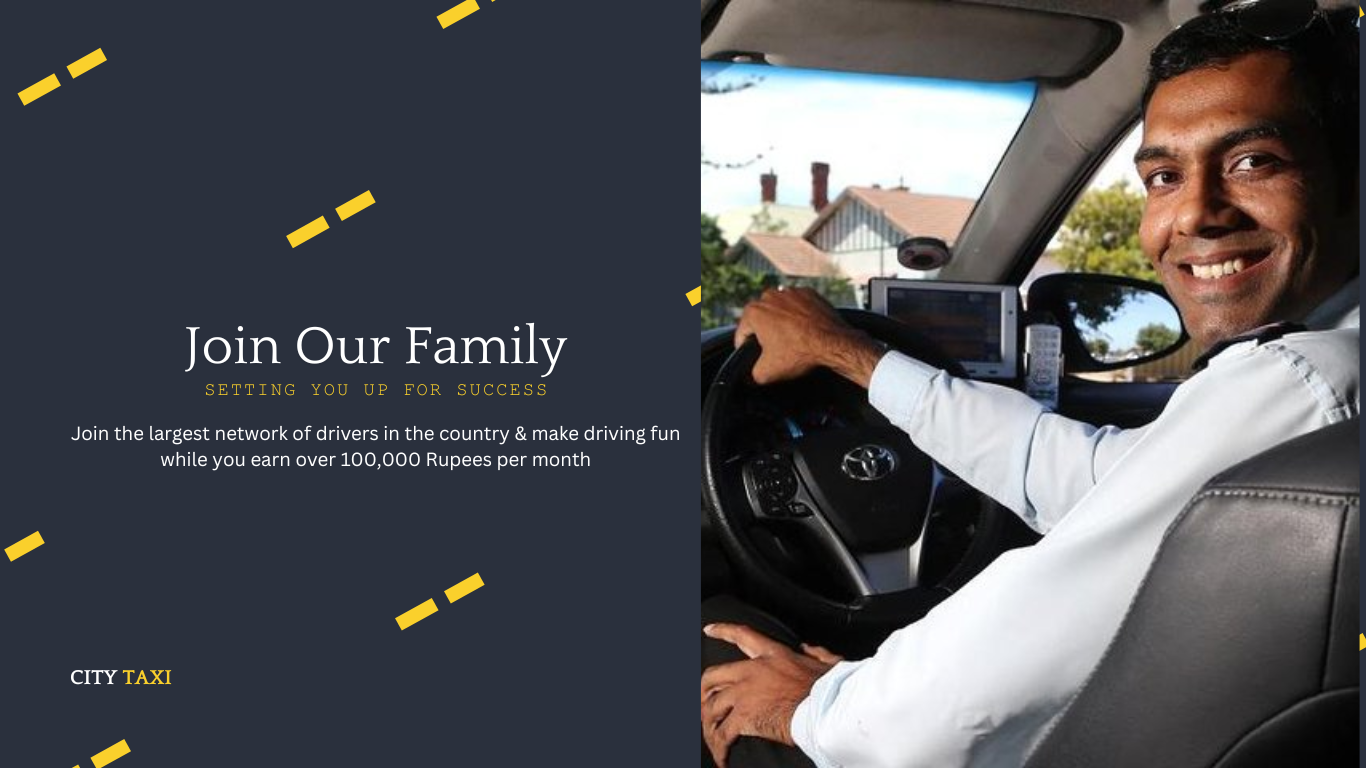 Join Our Family
SETTING YOU UP FOR SUCCESS
Join the largest network of drivers in the country & make driving fun
while you earn over 100,000 Rupees per month
CITY TAXI